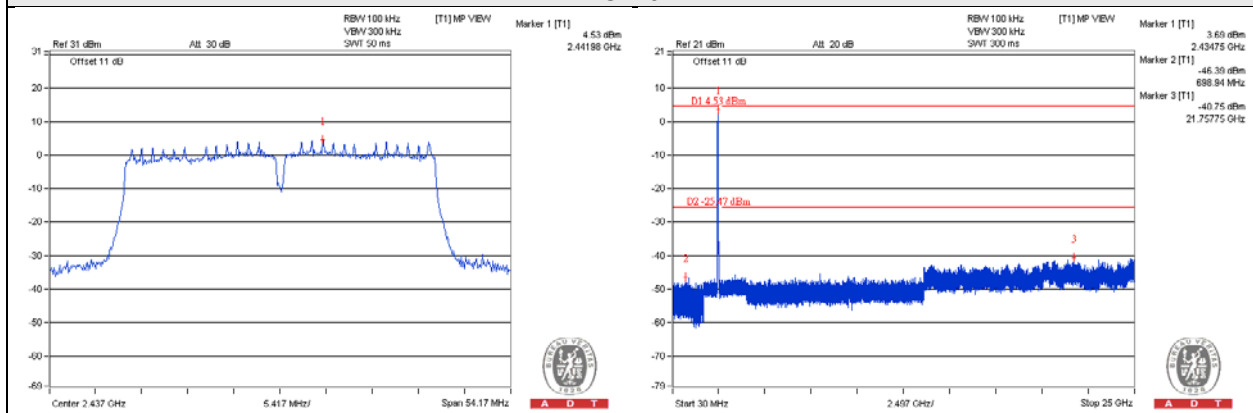 RBW 100 kHz
VBW 300 kHz
SWT 50 ms
[T1] MP VIEW
Marker 1 [T1]
4.53 dBm
2.44198 GHz
Ref 31 dBm
Att 30 dB
Offset 11 dB
31
20
10
0
-10
-20
-30
-40
-50
-60
-69
1
Center 2.437 GHz
5.417 MHz/
Span 54.17 MHz
BUREAU VERITAS
1828
A D T
RBW 100 kHz
VBW 300 kHz
SWT 300 ms
[T1] MP VIEW
Marker 1 [T1]
3.69 dBm
2.43475 GHz
Marker 2 [T1]
-46.39 dBm
698.94 MHz
Marker 3 [T1]
-40.75 dBm
21.75775 GHz
Ref 21 dBm
Att 20 dB
Offset 11 dB
21
10
0
-10
-20
-30
-40
-50
-60
-70
-79
1
D1 4.53 dBm
D2 -25.47 dBm
2
3
Start 30 MHz
2.497 GHz/
Stop 25 GHz
BUREAU VERITAS
1828
A D T